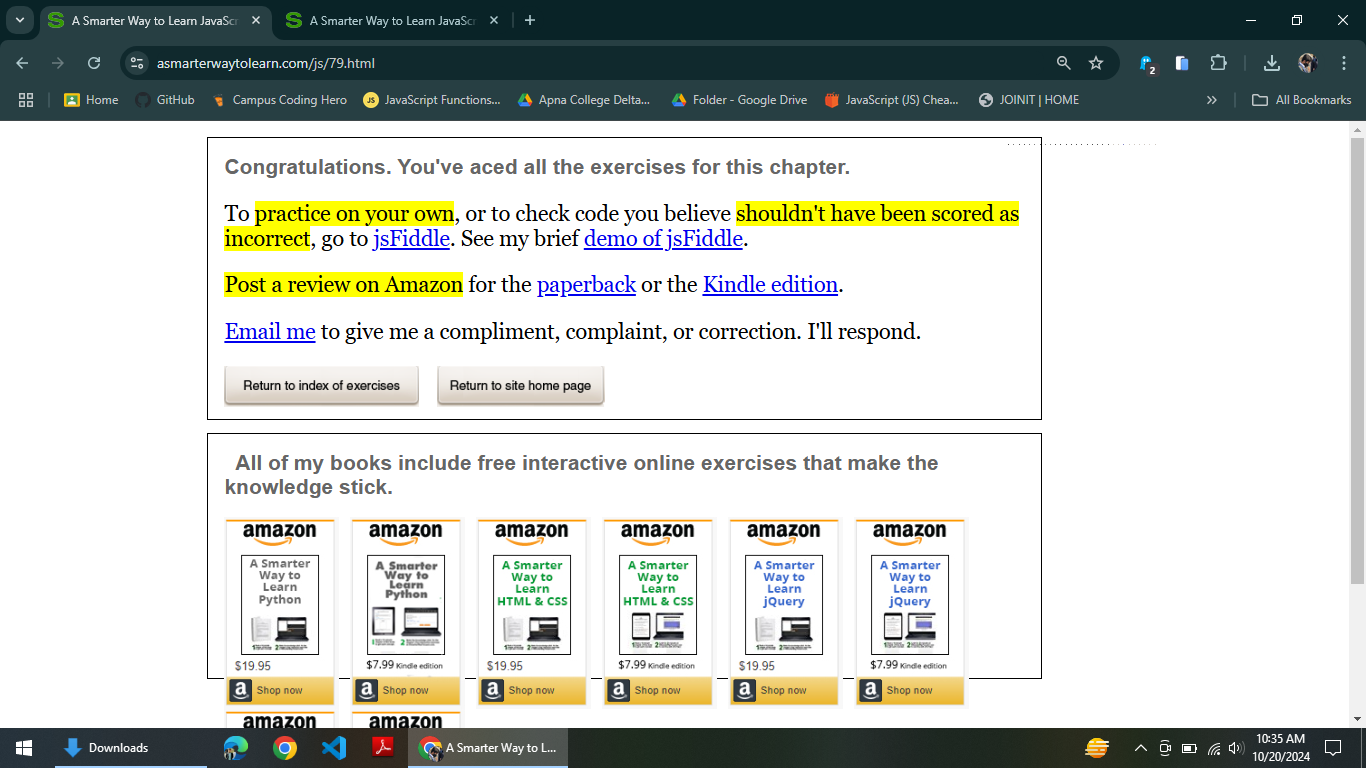 A Smarter Way to Learn JavaScr
A Smarter Way to Learn JavaScr
asmarterwaytolearn.com/js/79.html
2
Home
GitHub
Campus Coding Hero
JS
JavaScript Functions...
Apna College Delta...
Folder - Google Drive
JavaScript (JS) Chea...
JOINIT | HOME
All Bookmarks
Congratulations. You've aced all the exercises for this chapter.
To practice on your own, or to check code you believe shouldn't have been scored as
incorrect, go to jsFiddle. See my brief demo of jsFiddle.
Post a review on Amazon for the paperback or the Kindle edition.
Email me to give me a compliment, complaint, or correction. I'll respond.
Return to index of exercises
Return to site home page
All of my books include free interactive online exercises that make the
knowledge stick.
amazon
A Smarter
Way to
Learn
Python
$19.95
a Shop now
amazon
A Smarter
Way to
Learn
Python
$7.99 Kindle edition
a Shop now
amazon
A Smarter
Way to
Learn
HTML & CSS
$19.95
a Shop now
amazon
A Smarter
Way to
Learn
HTML & CSS
$7.99 Kindle edition
a Shop now
amazon
A Smarter
Way to
Learn
jQuery
$19.95
a Shop now
amazon
A Smarter
Way to
Learn
jQuery
$7.99 Kindle edition
a Shop now
amazon
amazon
Downloads
A Smarter Way to L...
10:35 AM
10/20/2024